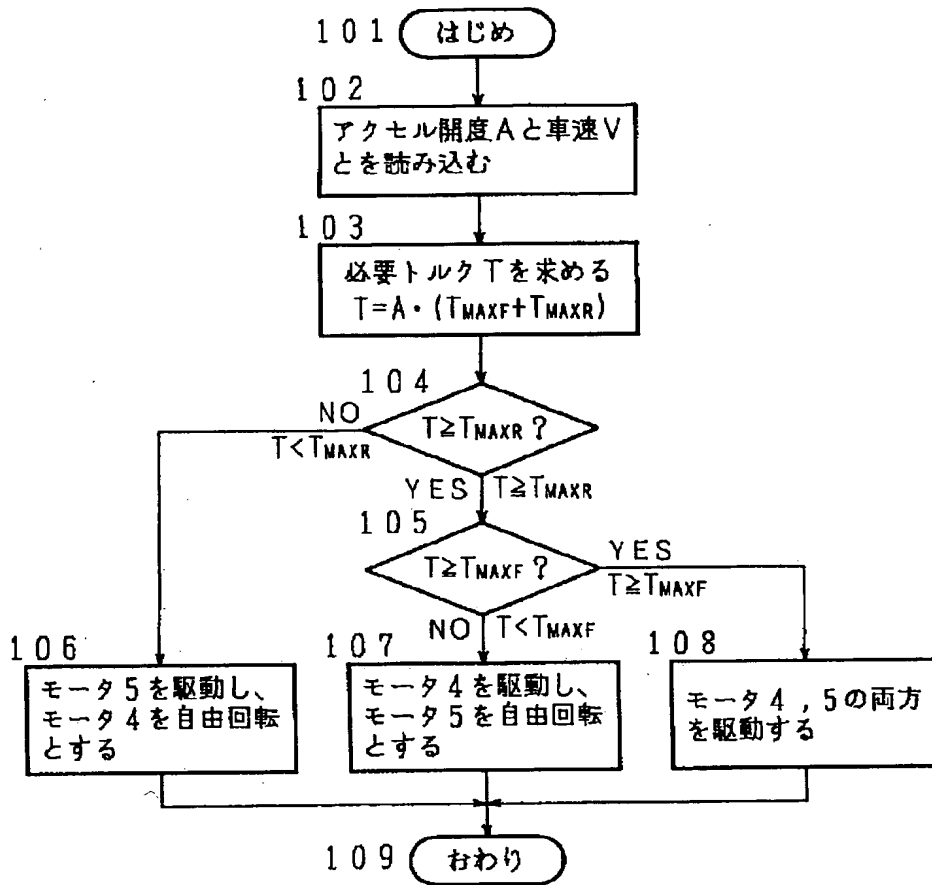 101 はじめ
102
アクセル開度Aと車速V
とを読み込む
103
必要トルクTを求める
T=A・(TMAXF+TMAXR)
104
T≧TMAXR?
NO
T<TMAXR
YES T≧TMAXR
105
T≧TMAXF?
YES
T≧TMAXF
NO T<TMAXF
106
モータ5を駆動し、
モータ4を自由回転
とする
107
モータ4を駆動し、
モータ5を自由回転
とする
108
モータ4,5の両方
を駆動する
109 おわり